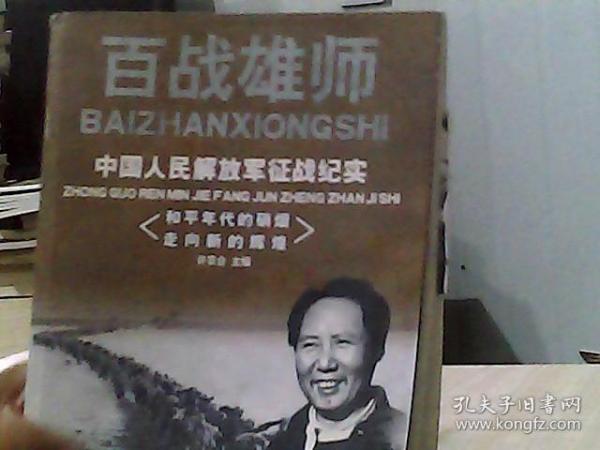 百战雄师
BAIZHANXIONGSHI
中国人民解放军征战纪实
ZHONG GUO REN MIN JIE FANG JUN ZHENG ZHAN JI SHI
和平年代的硝烟
走向新的辉煌
主编
孔夫子旧书网
www.kongfz.com